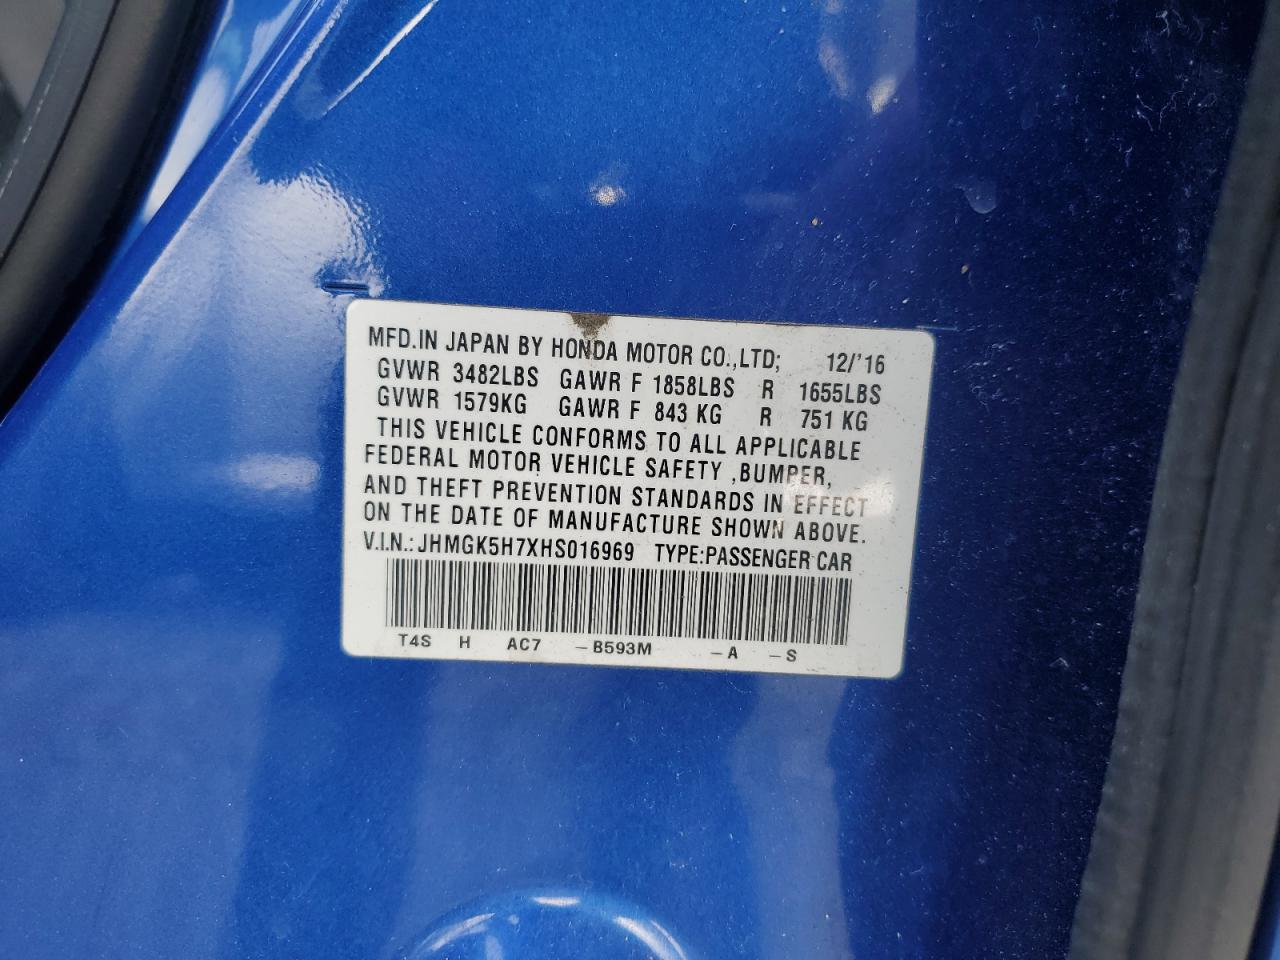 MFD.IN JAPAN BY HONDA MOTOR CO.,LTD; 12/'16
GVWR 3482LBS GAWR F 1858LBS R 1655LBS
GVWR 1579KG GAWR F 843 KG R 751 KG
THIS VEHICLE CONFORMS TO ALL APPLICABLE
FEDERAL MOTOR VEHICLE SAFETY ,BUMPER,
AND THEFT PREVENTION STANDARDS IN EFFECT
ON THE DATE OF MANUFACTURE SHOWN ABOVE.
V.I.N.: JHMGK5H7XHS016969 TYPE:PASSENGER CAR
T4S H AC7 –B593M –A –S